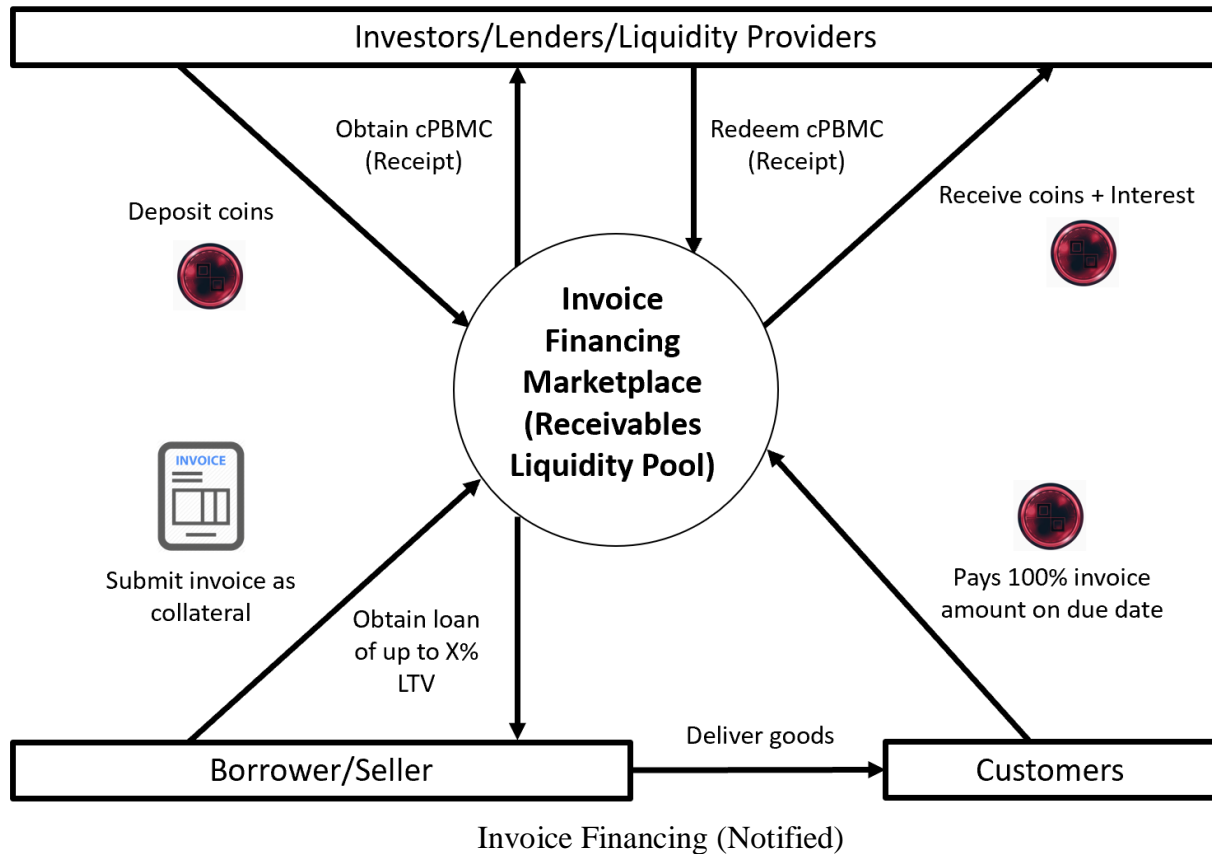 Investors/Lenders/Liquidity Providers
Obtain cPBMC
(Receipt)
Redeem cPBMC
(Receipt)
Deposit coins
Receive coins + Interest
Invoice
Financing
Marketplace
(Receivables
Liquidity Pool)
INVOICE
Submit invoice as
collateral
Obtain loan
of up to X%
LTV
Pays 100% invoice
amount on due date
Deliver goods
Borrower/Seller
Customers
Invoice Financing (Notified)